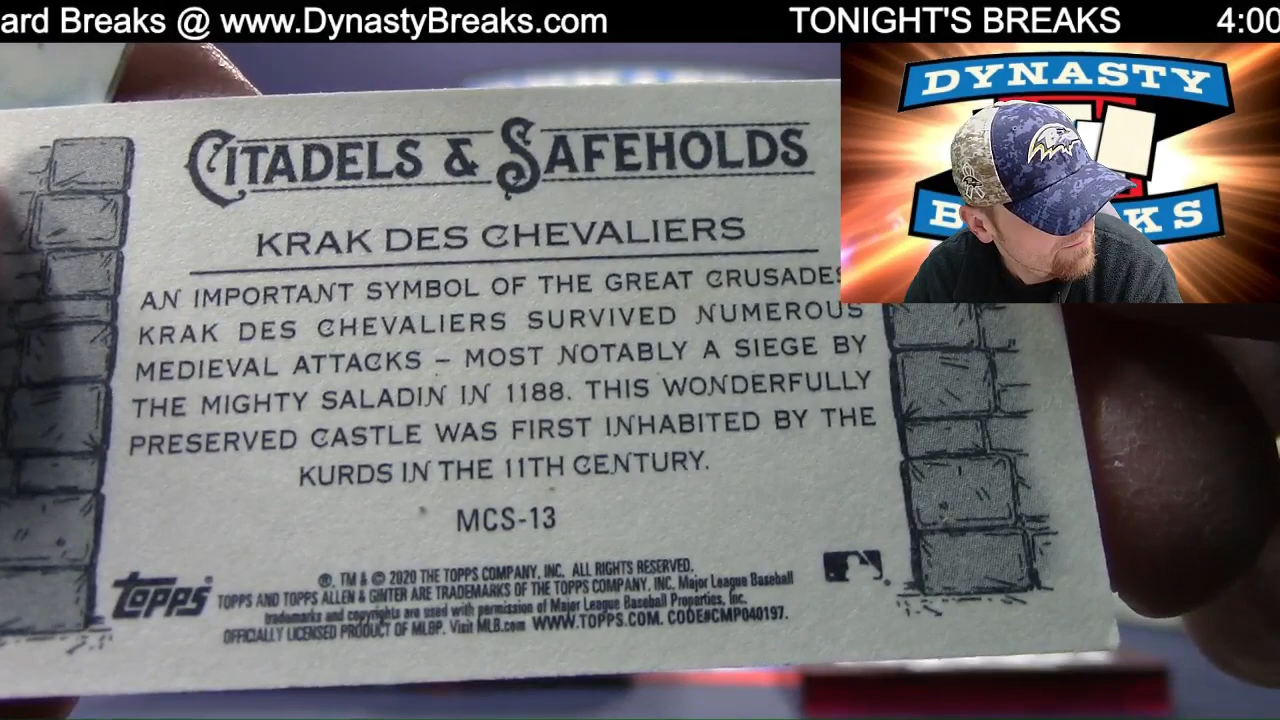 ard Breaks @ www.DynastyBreaks.com TONIGHT'S BREAKS 4:00
DYNASTY
CITADELS & SAFEHOLDS
KRAK DES CHEVALIERS
AN IMPORTANT SYMBOL OF THE GREAT CRUSADES
KRAK DES CHEVALIERS SURVIVED NUMEROUS
MEDIEVAL ATTACKS – MOST NOTABLY A SIEGE BY
THE MIGHTY SALADIN IN 1188. THIS WONDERFULLY
PRESERVED CASTLE WAS FIRST INHABITED BY THE
KURDS IN THE 11TH CENTURY.
MCS-13
Topps
®, TM & © 2020 THE TOPPS COMPANY, INC. ALL RIGHTS RESERVED.
TOPPS AND TOPPS ALLEN & GINTER ARE TRADEMARKS OF THE TOPPS COMPANY, INC. Major League Baseball
trademarks and copyrights are used with permission of Major League Baseball Properties, Inc.
OFFICIALLY LICENSED PRODUCT OF MLBP. Visit MLB.com WWW.TOPPS.COM. CODE#CMP040197.